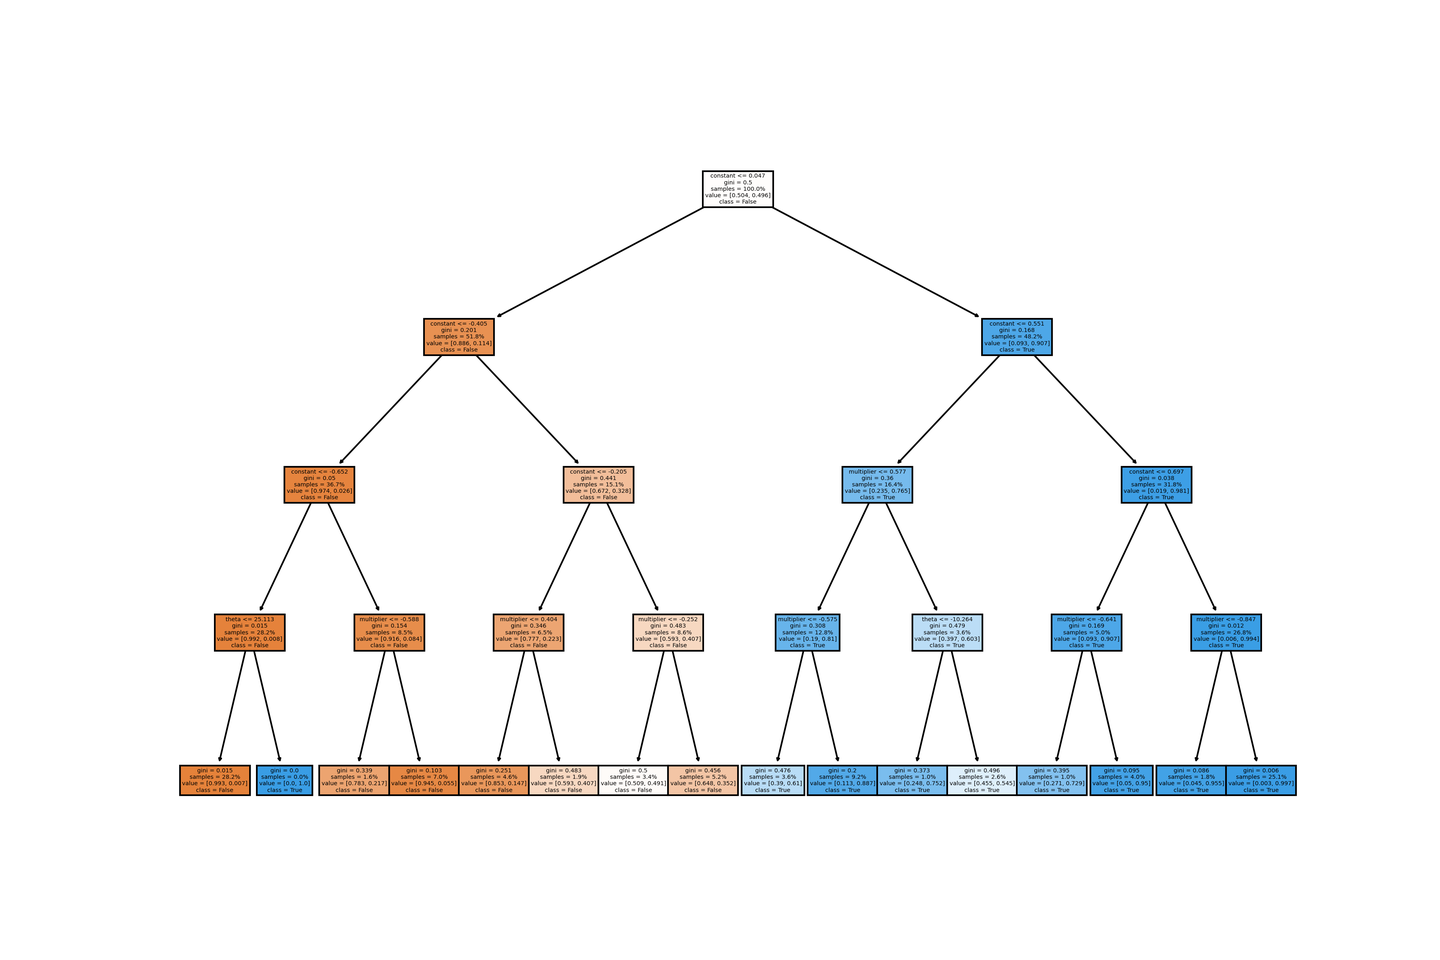 constant <= 0.047
gini = 0.5
samples = 100.0%
value = [0.504, 0.496]
class = False
constant <= -0.405
gini = 0.201
samples = 51.8%
value = [0.886, 0.114]
class = False
constant <= 0.551
gini = 0.168
samples = 48.2%
value = [0.093, 0.907]
class = True
constant <= -0.652
gini = 0.05
samples = 36.7%
value = [0.974, 0.026]
class = False
constant <= -0.205
gini = 0.441
samples = 15.1%
value = [0.672, 0.328]
class = False
multiplier <= 0.577
gini = 0.36
samples = 16.4%
value = [0.235, 0.765]
class = True
constant <= 0.697
gini = 0.038
samples = 31.8%
value = [0.019, 0.981]
class = True
theta <= 25.113
gini = 0.015
samples = 28.2%
value = [0.992, 0.008]
class = False
multiplier <= -0.588
gini = 0.154
samples = 8.5%
value = [0.916, 0.084]
class = False
multiplier <= 0.404
gini = 0.346
samples = 6.5%
value = [0.777, 0.223]
class = False
multiplier <= -0.252
gini = 0.483
samples = 8.6%
value = [0.593, 0.407]
class = False
multiplier <= -0.575
gini = 0.308
samples = 12.8%
value = [0.19, 0.81]
class = True
theta <= -10.264
gini = 0.479
samples = 3.6%
value = [0.397, 0.603]
class = True
multiplier <= -0.641
gini = 0.169
samples = 5.0%
value = [0.093, 0.907]
class = True
multiplier <= -0.847
gini = 0.012
samples = 26.8%
value = [0.006, 0.994]
class = True
gini = 0.015
samples = 28.2%
value = [0.993, 0.007]
class = False
gini = 0.0
samples = 0.0%
value = [0.0, 1.0]
class = True
gini = 0.339
samples = 1.6%
value = [0.783, 0.217]
class = False
gini = 0.103
samples = 7.0%
value = [0.945, 0.055]
class = False
gini = 0.251
samples = 4.6%
value = [0.853, 0.147]
class = False
gini = 0.483
samples = 1.9%
value = [0.593, 0.407]
class = False
gini = 0.5
samples = 3.4%
value = [0.509, 0.491]
class = False
gini = 0.456
samples = 5.2%
value = [0.648, 0.352]
class = False
gini = 0.476
samples = 3.6%
value = [0.39, 0.61]
class = True
gini = 0.2
samples = 9.2%
value = [0.113, 0.887]
class = True
gini = 0.373
samples = 1.0%
value = [0.248, 0.752]
class = True
gini = 0.496
samples = 2.6%
value = [0.455, 0.545]
class = True
gini = 0.395
samples = 1.0%
value = [0.271, 0.729]
class = True
gini = 0.095
samples = 4.0%
value = [0.05, 0.95]
class = True
gini = 0.086
samples = 1.8%
value = [0.045, 0.955]
class = True
gini = 0.006
samples = 25.1%
value = [0.003, 0.997]
class = True